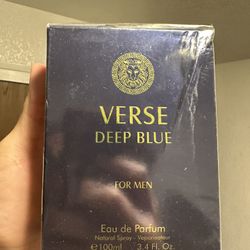 VERSE
DEEP BLUE
FOR MEN
Eau de Parfum
Natural Spray - Vaporisateur
℮100ml 3.4 Fl. Oz.